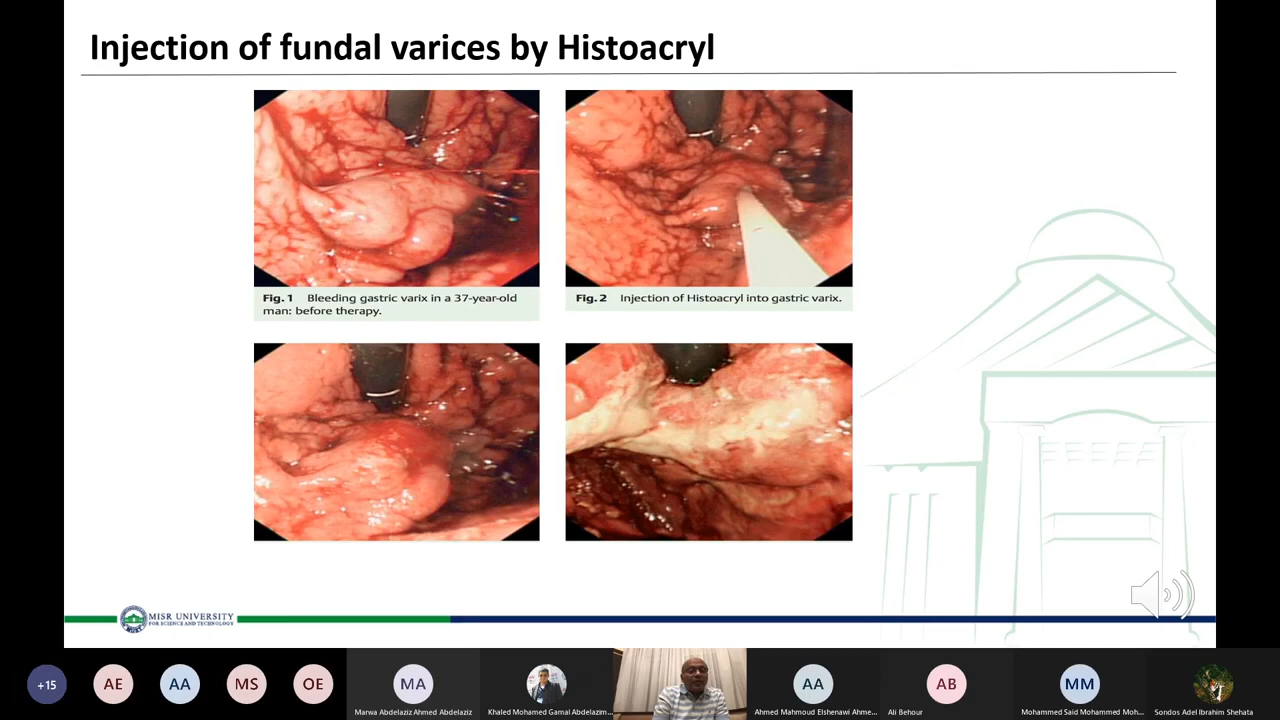 Injection of fundal varices by Histoacryl
Fig. 1 Bleeding gastric varix in a 37-year-old
man: before therapy.
Fig. 2 Injection of Histoacryl into gastric varix.
MISR UNIVERSITY
FOR SCIENCE AND TECHNOLOGY
+15
AE
AA
MS
OE
MA
AA
AB
MM
Marwa Abdelaziz Ahmed Abdelaziz
Khaled Mohamed Gamal Abdelazim...
Ahmed Mahmoud Elshenawi Ahme...
Ali Behour
Mohammed Said Mohammed Moh...
Sondos Adel Ibrahim Shehata